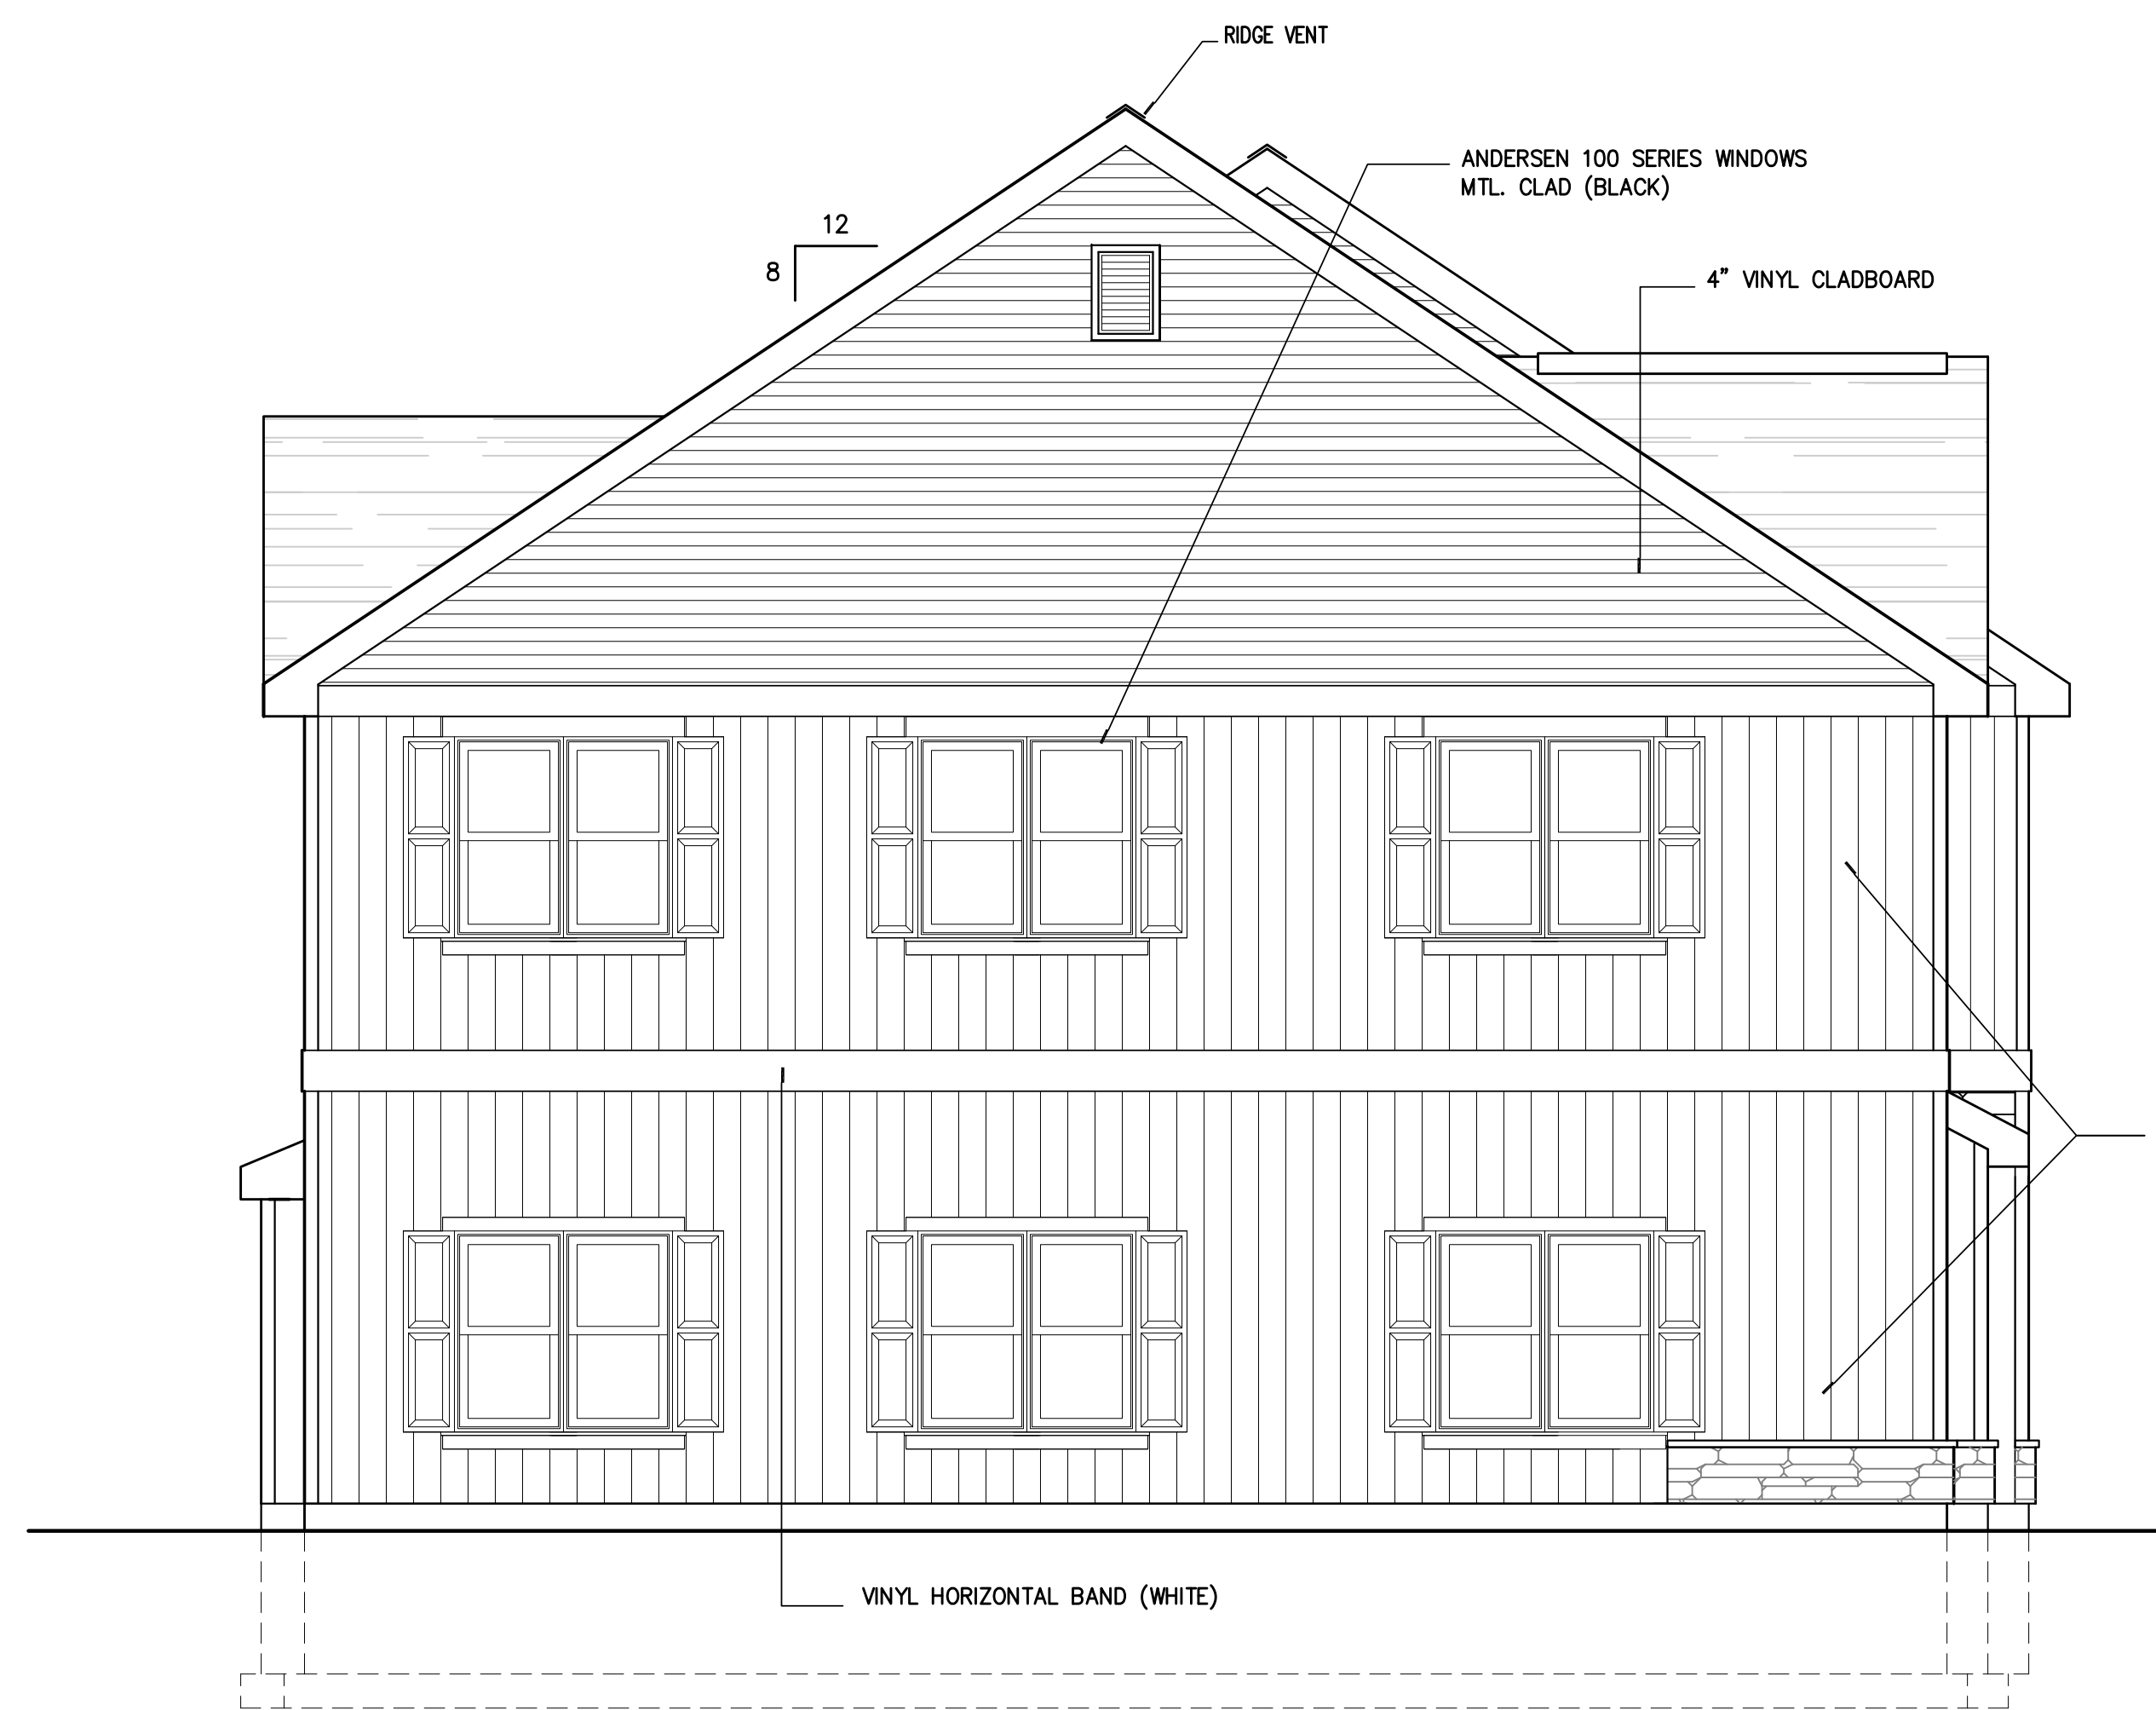 RIDGE VENT
ANDERSEN 100 SERIES WINDOWS
MTL. CLAD (BLACK)
12
8
4” VINYL CLADBOARD
VINYL HORIZONTAL BAND (WHITE)